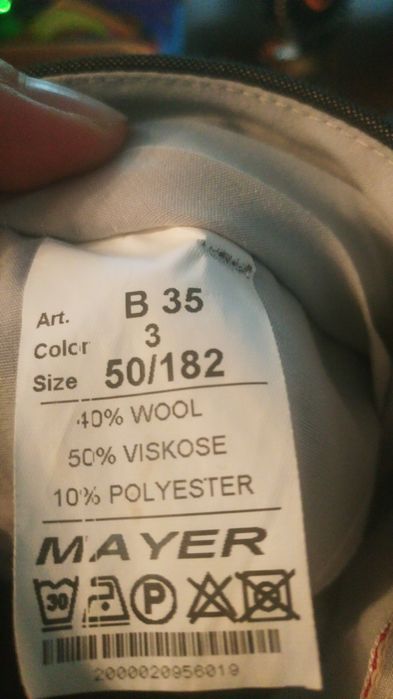 Art. B 35
Color 3
Size 50/182
40% WOOL
50% VISKOSE
10% POLYESTER
MAYER
30 P
2000020956019